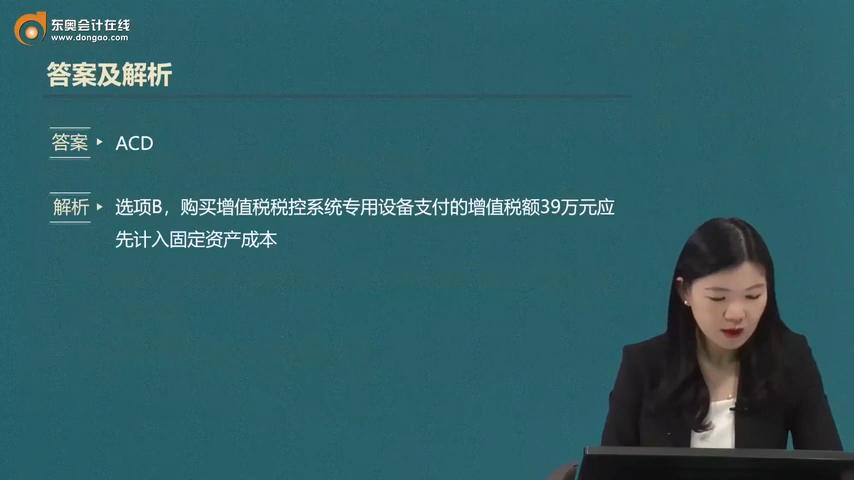 东奥会计在线
www.dongao.com
答案及解析
答案 ACD
解析 选项B，购买增值税税控系统专用设备支付的增值税额39万元应
先计入固定资产成本